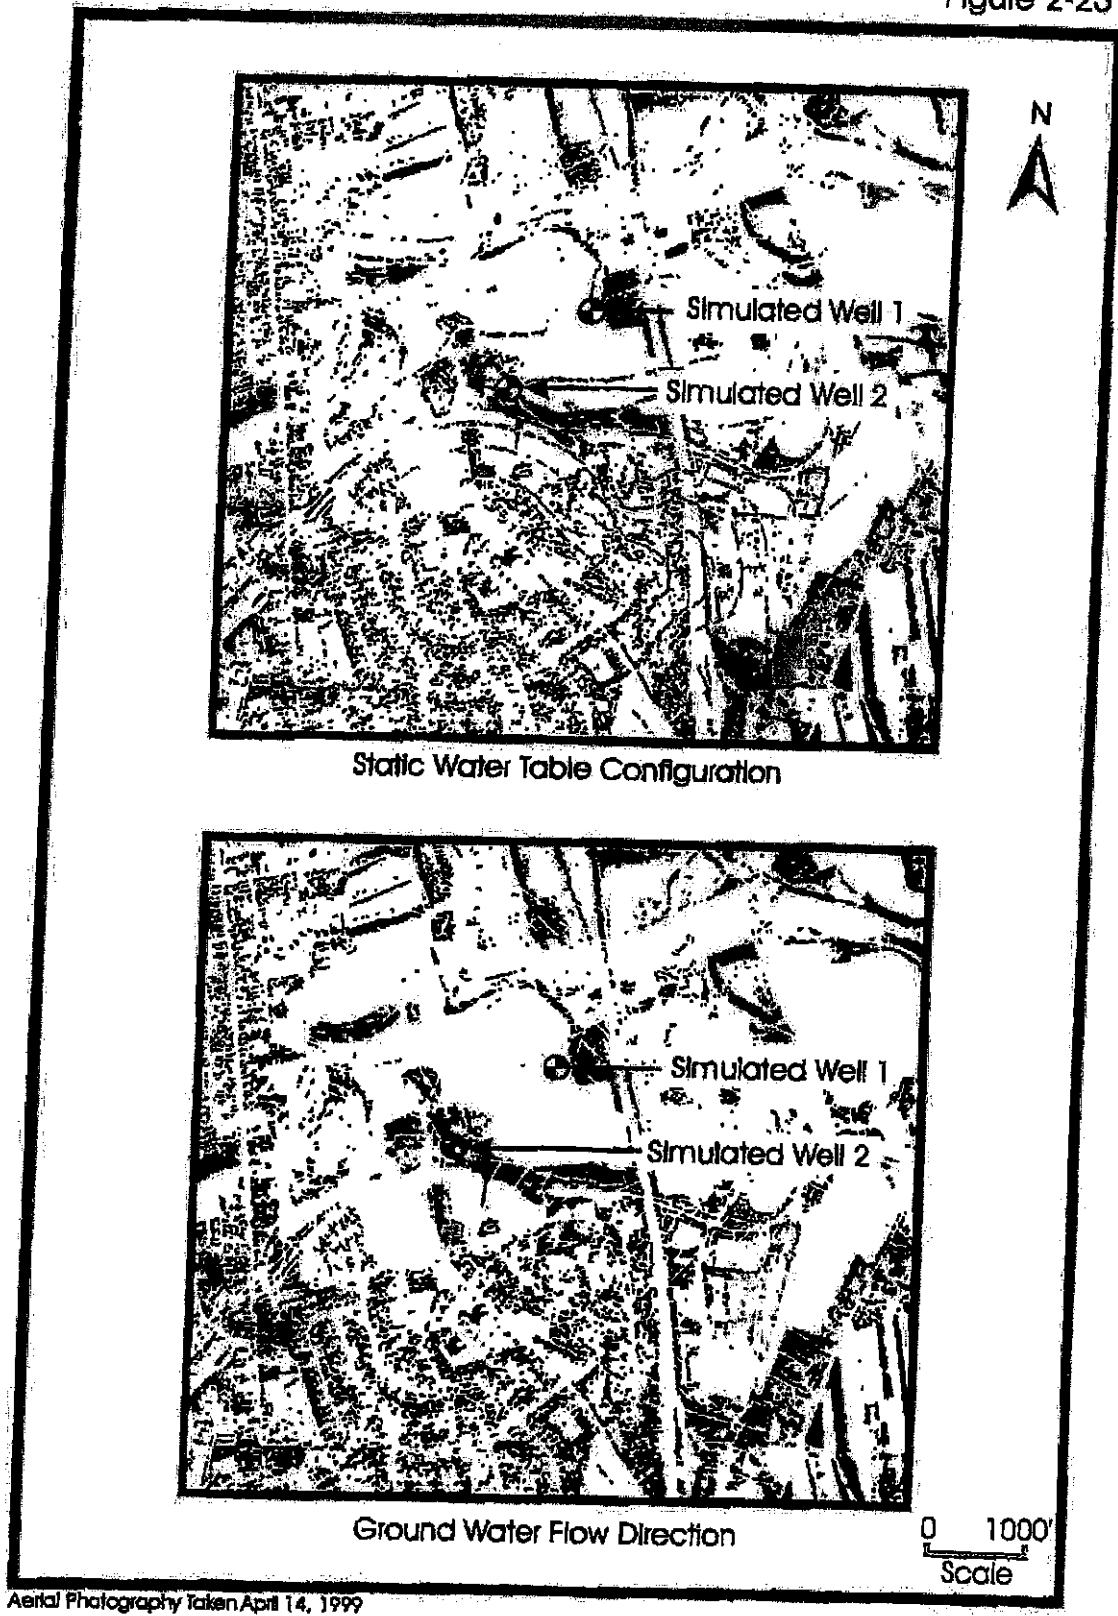 Figure 2-23
N
Simulated Well 1
Simulated Well 2
Static Water Table Configuration
Simulated Well 1
Simulated Well 2
Ground Water Flow Direction
0 1000'
Scale
Aerial Photography Taken April 14, 1999